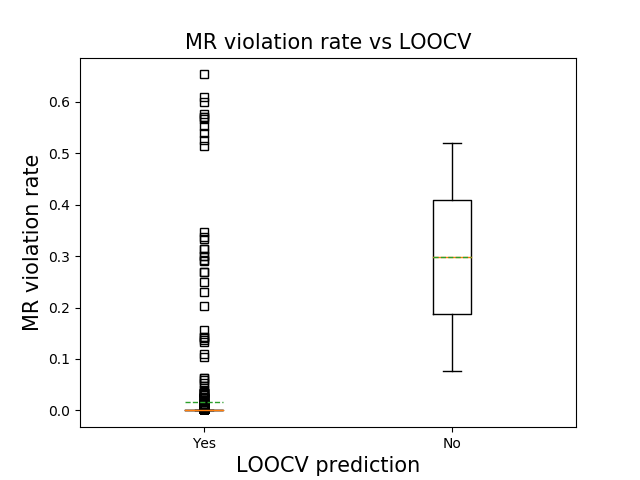 MR violation rate vs LOOCV
MR violation rate
0.6
0.5
0.4
0.3
0.2
0.1
0.0
Yes
No
LOOCV prediction